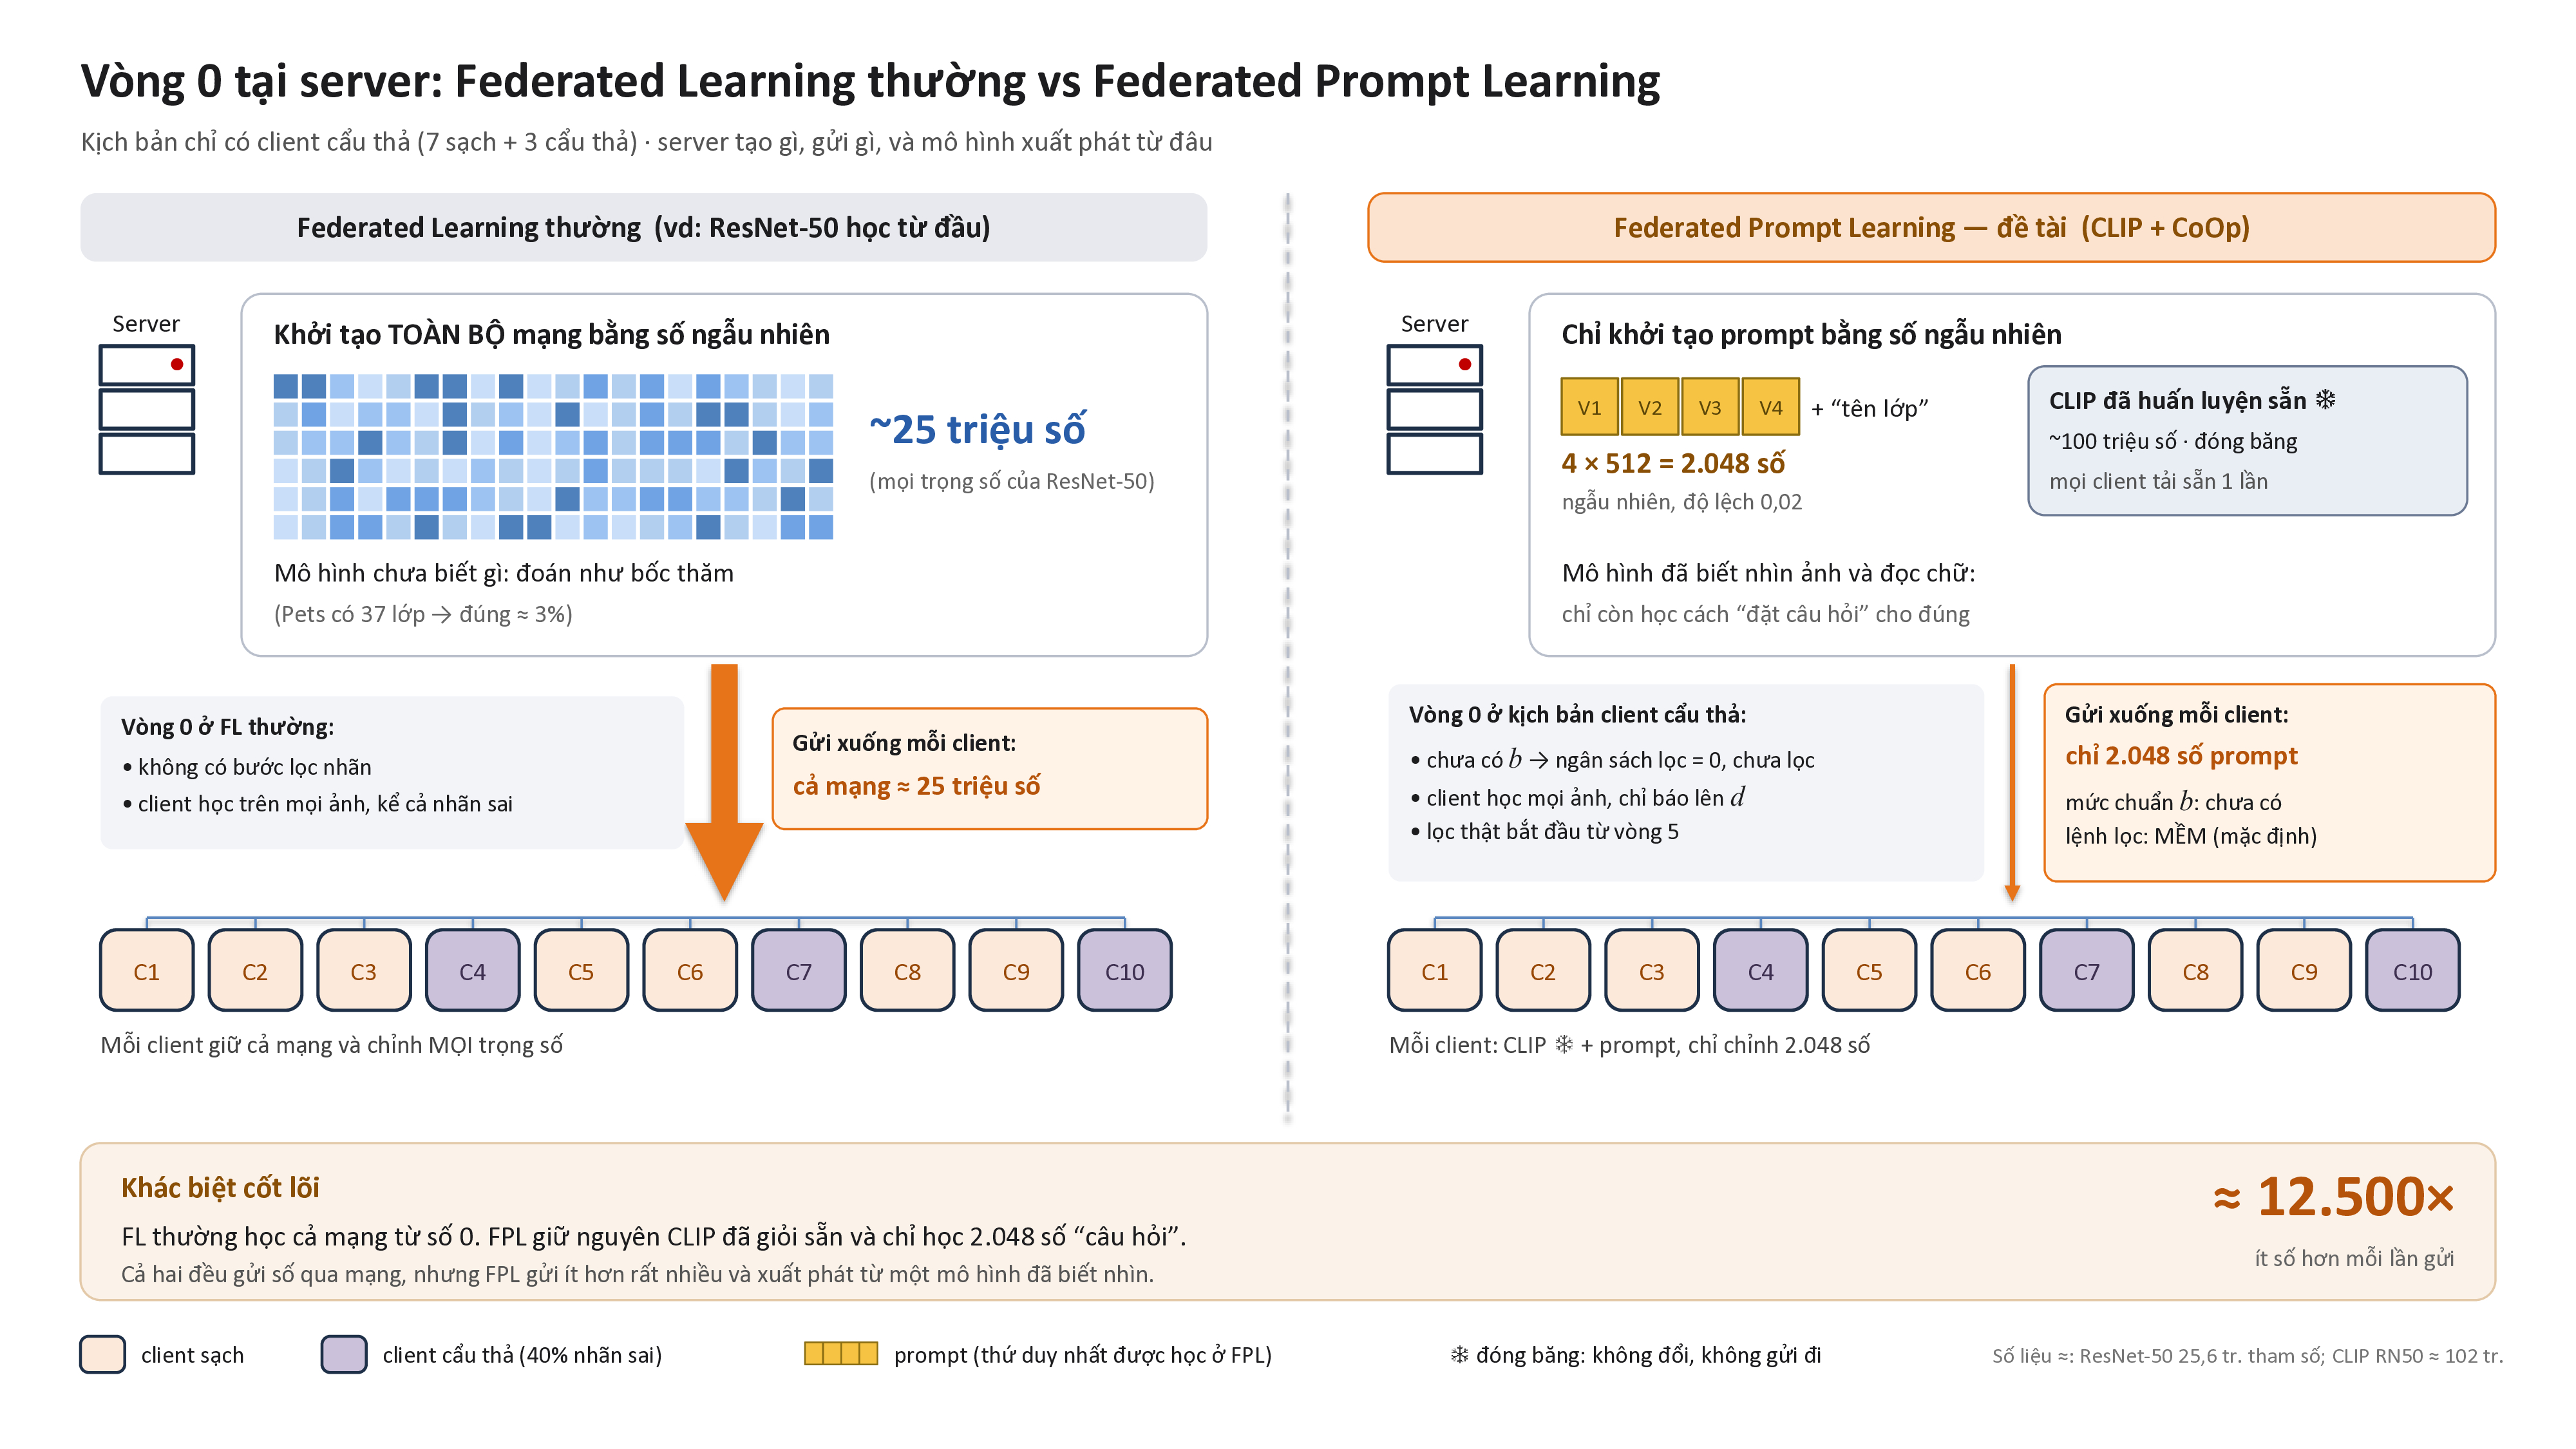 Vòng 0 tại server: Federated Learning thường vs Federated Prompt Learning
Kịch bản chỉ có client cẩu thả (7 sạch + 3 cẩu thả) · server tạo gì, gửi gì, và mô hình xuất phát từ đâu
Federated Learning thường (vd: ResNet-50 học từ đầu)
Server
Khởi tạo TOÀN BỘ mạng bằng số ngẫu nhiên
~25 triệu số
(mọi trọng số của ResNet-50)
Mô hình chưa biết gì: đoán như bốc thăm
(Pets có 37 lớp → đúng ≈ 3%)
Vòng 0 ở FL thường:
• không có bước lọc nhãn
• client học trên mọi ảnh, kể cả nhãn sai
Gửi xuống mỗi client:
cả mạng ≈ 25 triệu số
C1 C2 C3 C4 C5 C6 C7 C8 C9 C10
Mỗi client giữ cả mạng và chỉnh MỌI trọng số
Federated Prompt Learning — đề tài (CLIP + CoOp)
Server
Chỉ khởi tạo prompt bằng số ngẫu nhiên
V1 V2 V3 V4 + “tên lớp”
4 × 512 = 2.048 số
ngẫu nhiên, độ lệch 0,02
CLIP đã huấn luyện sẵn ❄
~100 triệu số · đóng băng
mọi client tải sẵn 1 lần
Mô hình đã biết nhìn ảnh và đọc chữ:
chỉ còn học cách “đặt câu hỏi” cho đúng
Vòng 0 ở kịch bản client cẩu thả:
• chưa có b → ngân sách lọc = 0, chưa lọc
• client học mọi ảnh, chỉ báo lên d
• lọc thật bắt đầu từ vòng 5
Gửi xuống mỗi client:
chỉ 2.048 số prompt
mức chuẩn b: chưa có
lệnh lọc: MỀM (mặc định)
C1 C2 C3 C4 C5 C6 C7 C8 C9 C10
Mỗi client: CLIP ❄ + prompt, chỉ chỉnh 2.048 số
Khác biệt cốt lõi
FL thường học cả mạng từ số 0. FPL giữ nguyên CLIP đã giỏi sẵn và chỉ học 2.048 số “câu hỏi”.
Cả hai đều gửi số qua mạng, nhưng FPL gửi ít hơn rất nhiều và xuất phát từ một mô hình đã biết nhìn.
≈ 12.500×
ít số hơn mỗi lần gửi
client sạch
client cẩu thả (40% nhãn sai)
prompt (thứ duy nhất được học ở FPL)
❄ đóng băng: không đổi, không gửi đi
Số liệu ≈: ResNet-50 25,6 tr. tham số; CLIP RN50 ≈ 102 tr.